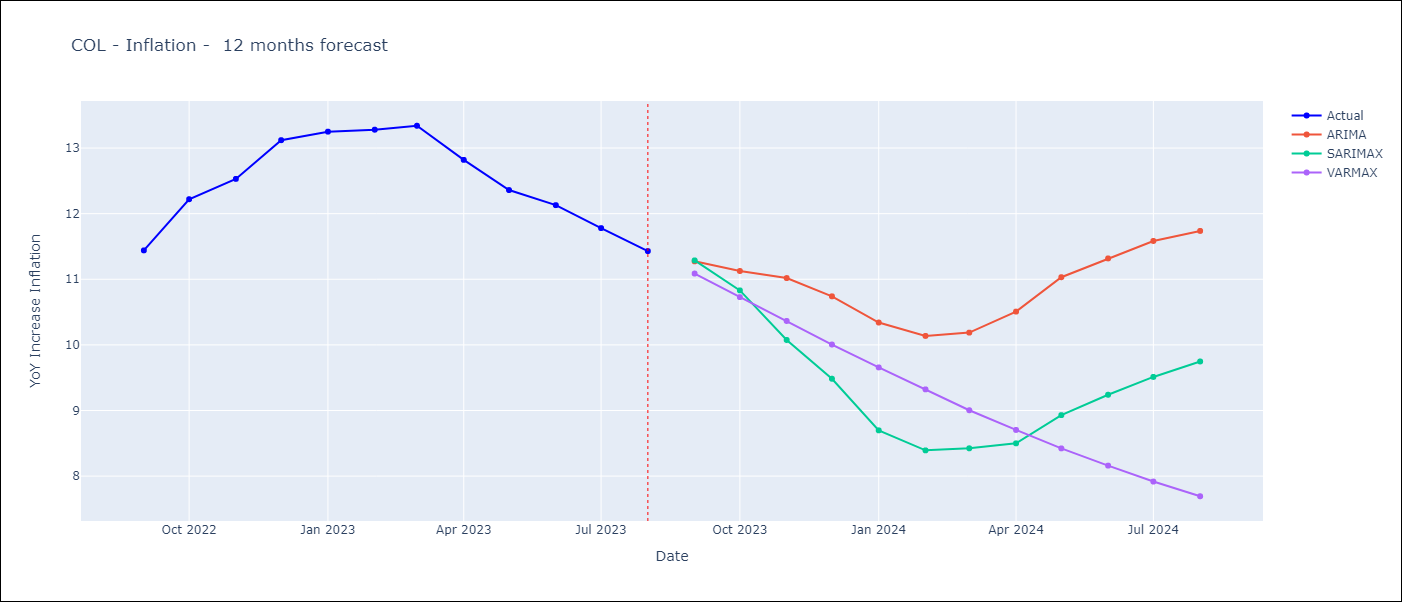 COL - Inflation -  12 months forecast
Actual
ARIMA
SARIMAX
VARMAX
YoY Increase Inflation
13
12
11
10
9
8
Oct 2022 Jan 2023 Apr 2023 Jul 2023 Oct 2023 Jan 2024 Apr 2024 Jul 2024
Date